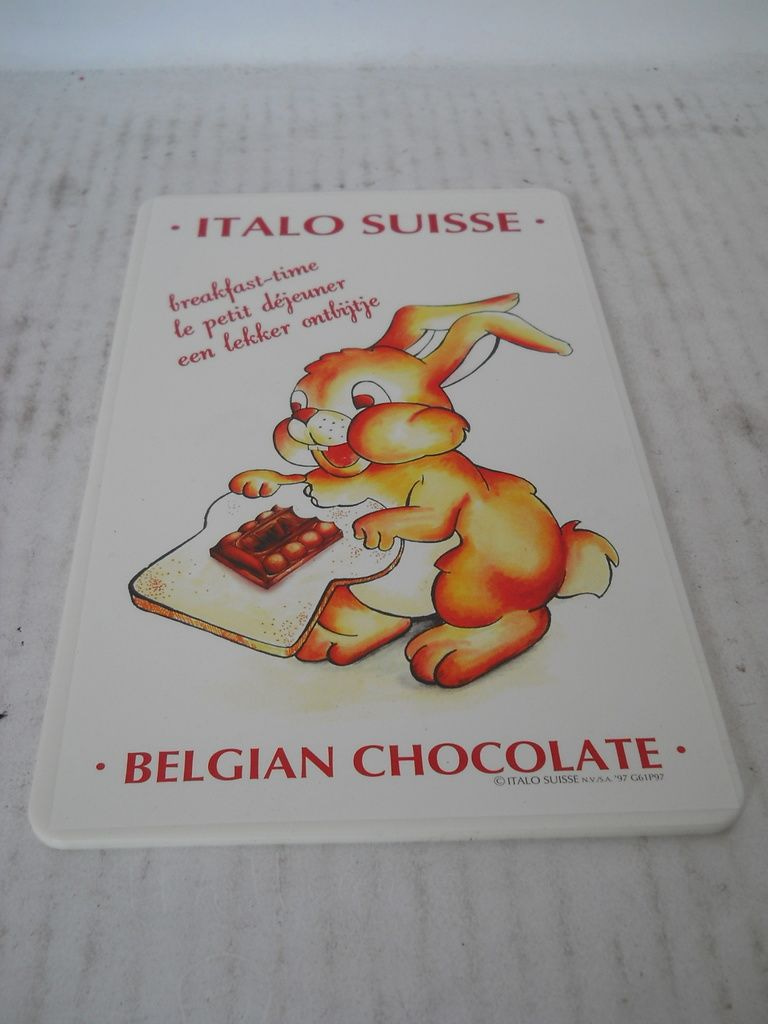 · ITALO SUISSE ·
breakfast-time
le petit déjeuner
een lekker ontbijtje
· BELGIAN CHOCOLATE ·
© ITALO SUISSE N.V./S.A. '97 G61P97